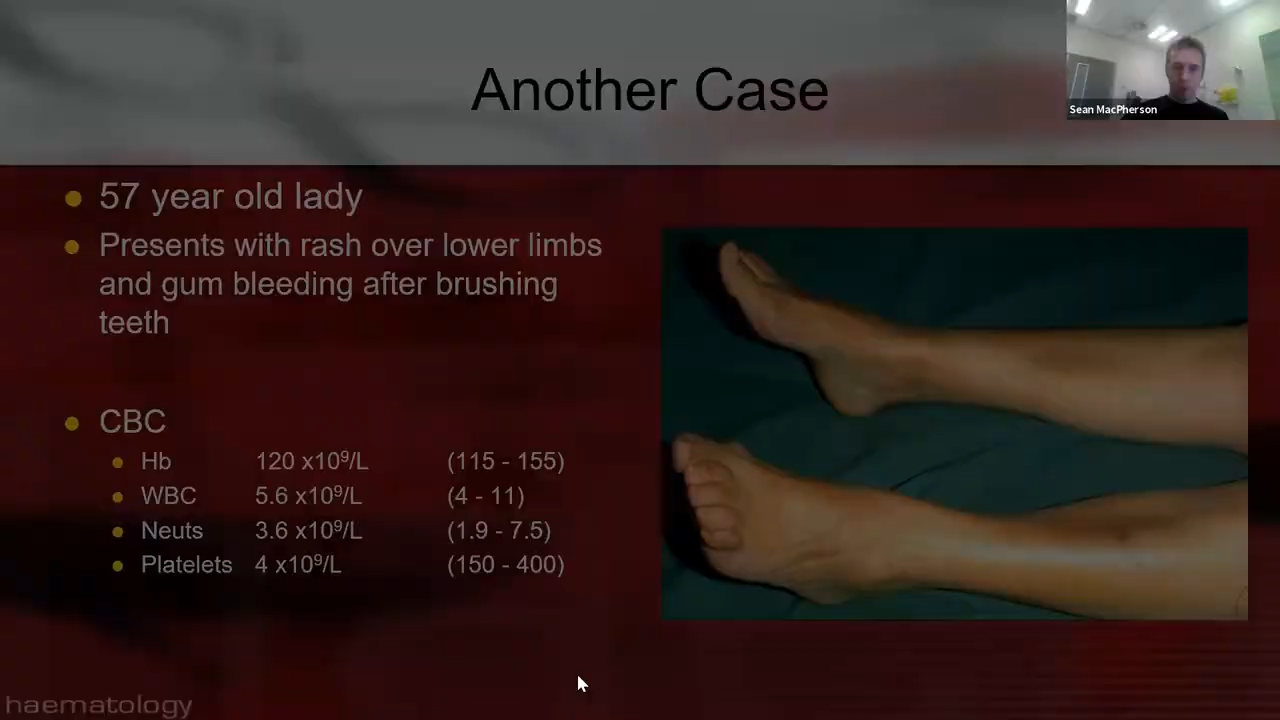 Another Case
Sean MacPherson
57 year old lady
Presents with rash over lower limbs
and gum bleeding after brushing
teeth
CBC
Hb 120 x10⁹/L (115 - 155)
WBC 5.6 x10⁹/L (4 - 11)
Neuts 3.6 x10⁹/L (1.9 - 7.5)
Platelets 4 x10⁹/L (150 - 400)
haematology